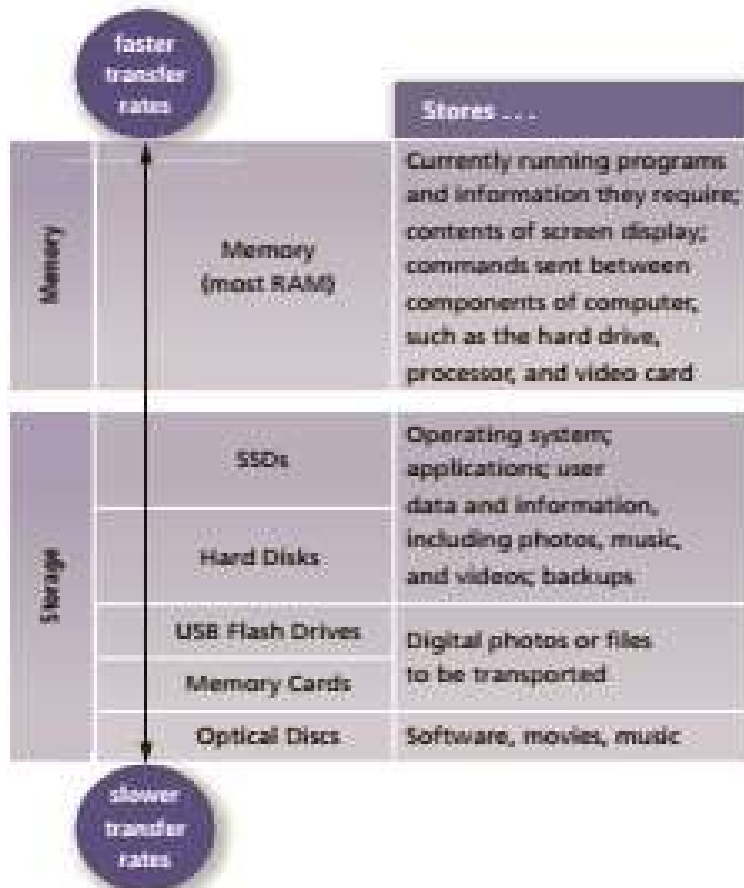 faster
transfer
rates
Stores ...
Memory
Memory
(most RAM)
Currently running programs
and information they require;
contents of screen display;
commands sent between
components of computer,
such as the hard drive,
processor, and video card
Storage
SSDs
Hard Disks
Operating system;
applications; user
data and information,
including photos, music,
and videos; backups
USB Flash Drives
Memory Cards
Digital photos or files
to be transported
Optical Discs
Software, movies, music
slower
transfer
rates